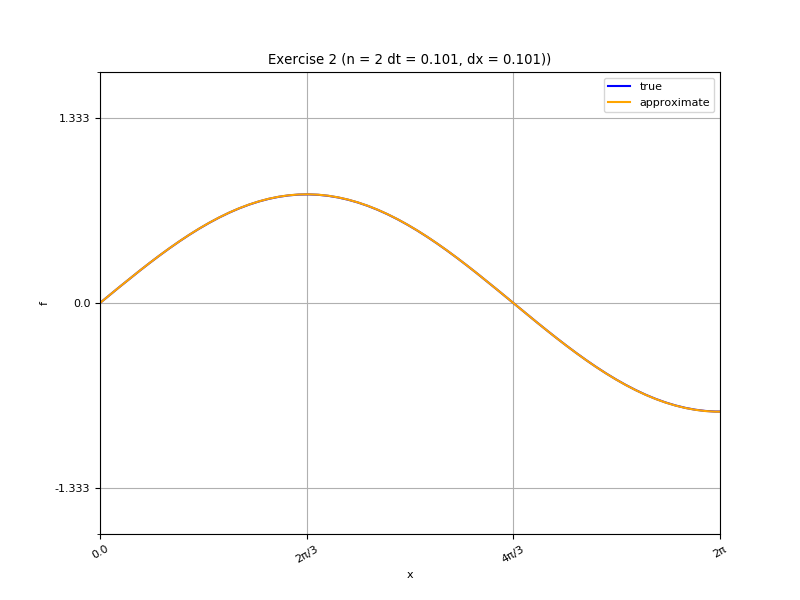 Exercise 2 (n = 2 dt = 0.101, dx = 0.101))
true
approximate
1.333
0.0
-1.333
f
0.0
2π/3
4π/3
2π
x